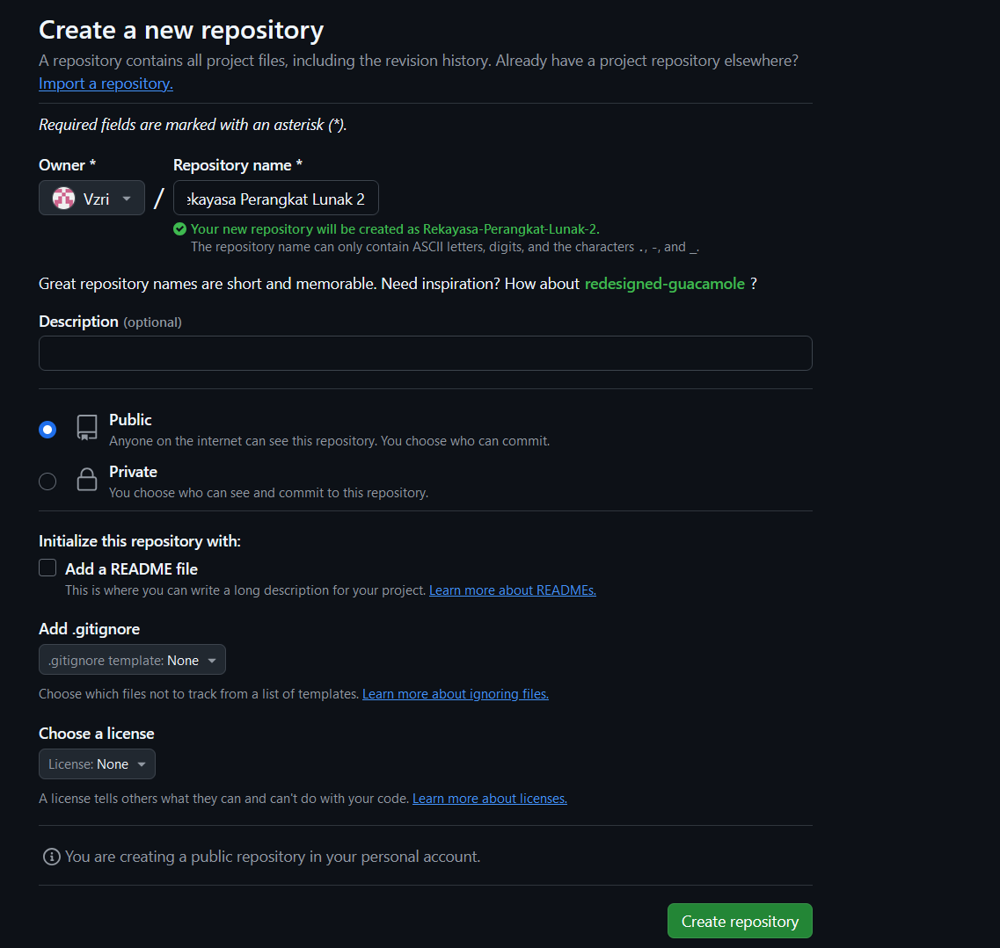 Create a new repository
A repository contains all project files, including the revision history. Already have a project repository elsewhere?
Import a repository.
Required fields are marked with an asterisk (*).
Owner *
Repository name *
Vzri
/
ekayasa Perangkat Lunak 2
Your new repository will be created as Rekayasa-Perangkat-Lunak-2.
The repository name can only contain ASCII letters, digits, and the characters ., -, and _.
Great repository names are short and memorable. Need inspiration? How about redesigned-guacamole ?
Description (optional)
Public
Anyone on the internet can see this repository. You choose who can commit.
Private
You choose who can see and commit to this repository.
Initialize this repository with:
Add a README file
This is where you can write a long description for your project. Learn more about READMEs.
Add .gitignore
.gitignore template: None
Choose which files not to track from a list of templates. Learn more about ignoring files.
Choose a license
License: None
A license tells others what they can and can't do with your code. Learn more about licenses.
You are creating a public repository in your personal account.
Create repository